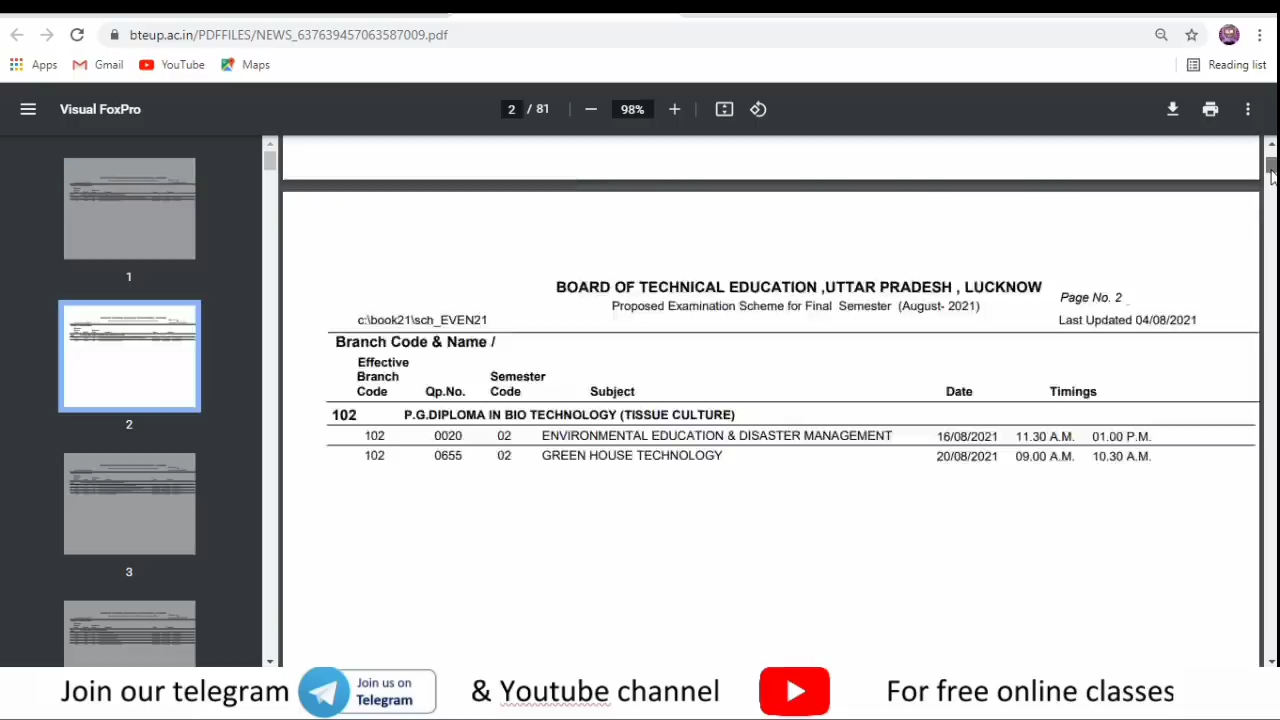 bteup.ac.in/PDFFILES/NEWS_637639457063587009.pdf
Apps Gmail YouTube Maps Reading list
Visual FoxPro 2 / 81 98%
1
2
3
BOARD OF TECHNICAL EDUCATION ,UTTAR PRADESH , LUCKNOW
Page No. 2
Proposed Examination Scheme for Final Semester (August- 2021)
c:\book21\sch_EVEN21 Last Updated 04/08/2021
Branch Code & Name /
Effective Branch Code Qp.No. Semester Code Subject Date Timings
102 P.G.DIPLOMA IN BIO TECHNOLOGY (TISSUE CULTURE)
102 0020 02 ENVIRONMENTAL EDUCATION & DISASTER MANAGEMENT 16/08/2021 11.30 A.M. 01.00 P.M.
102 0655 02 GREEN HOUSE TECHNOLOGY 20/08/2021 09.00 A.M. 10.30 A.M.
Join our telegram Join us on Telegram & Youtube channel For free online classes